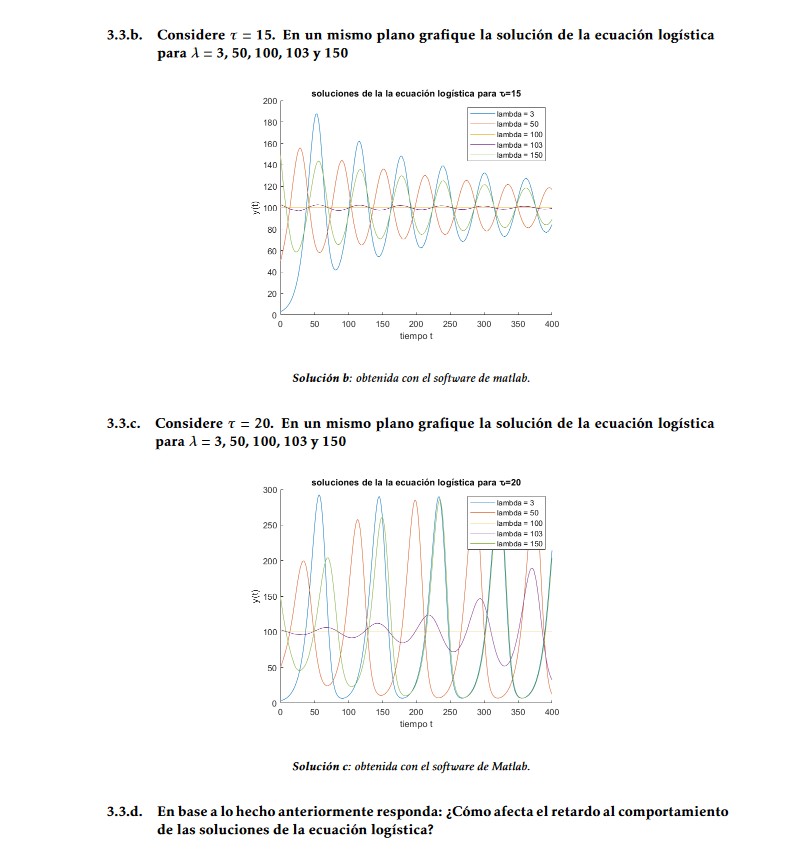 3.3.b. Considere τ = 15. En un mismo plano grafique la solución de la ecuación logística
para λ = 3, 50, 100, 103 y 150
soluciones de la la ecuación logística para τ=15
200
180
160
140
120
100
80
60
40
20
0
y(t)
lambda = 3
lambda = 50
lambda = 100
lambda = 103
lambda = 150
0 50 100 150 200 250 300 350 400
tiempo t
Solución b: obtenida con el software de matlab.
3.3.c. Considere τ = 20. En un mismo plano grafique la solución de la ecuación logística
para λ = 3, 50, 100, 103 y 150
soluciones de la la ecuación logística para τ=20
300
250
200
150
100
50
0
y(t)
lambda = 3
lambda = 50
lambda = 100
lambda = 103
lambda = 150
0 50 100 150 200 250 300 350 400
tiempo t
Solución c: obtenida con el software de Matlab.
3.3.d. En base a lo hecho anteriormente responda: ¿Cómo afecta el retardo al comportamiento
de las soluciones de la ecuación logística?